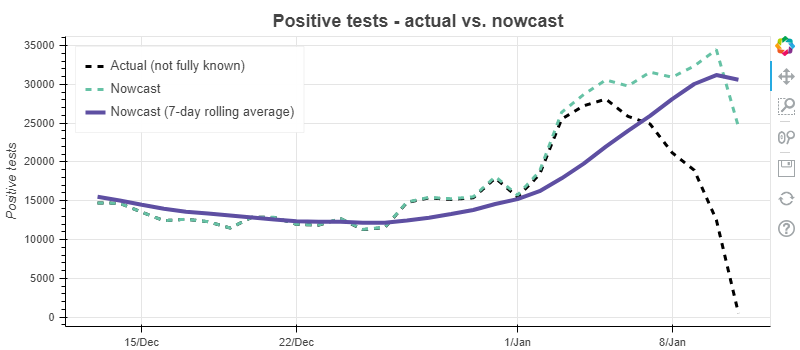 Positive tests - actual vs. nowcast
Actual (not fully known)
Nowcast
Nowcast (7-day rolling average)
Positive tests
35000
30000
25000
20000
15000
10000
5000
0
15/Dec
22/Dec
1/Jan
8/Jan